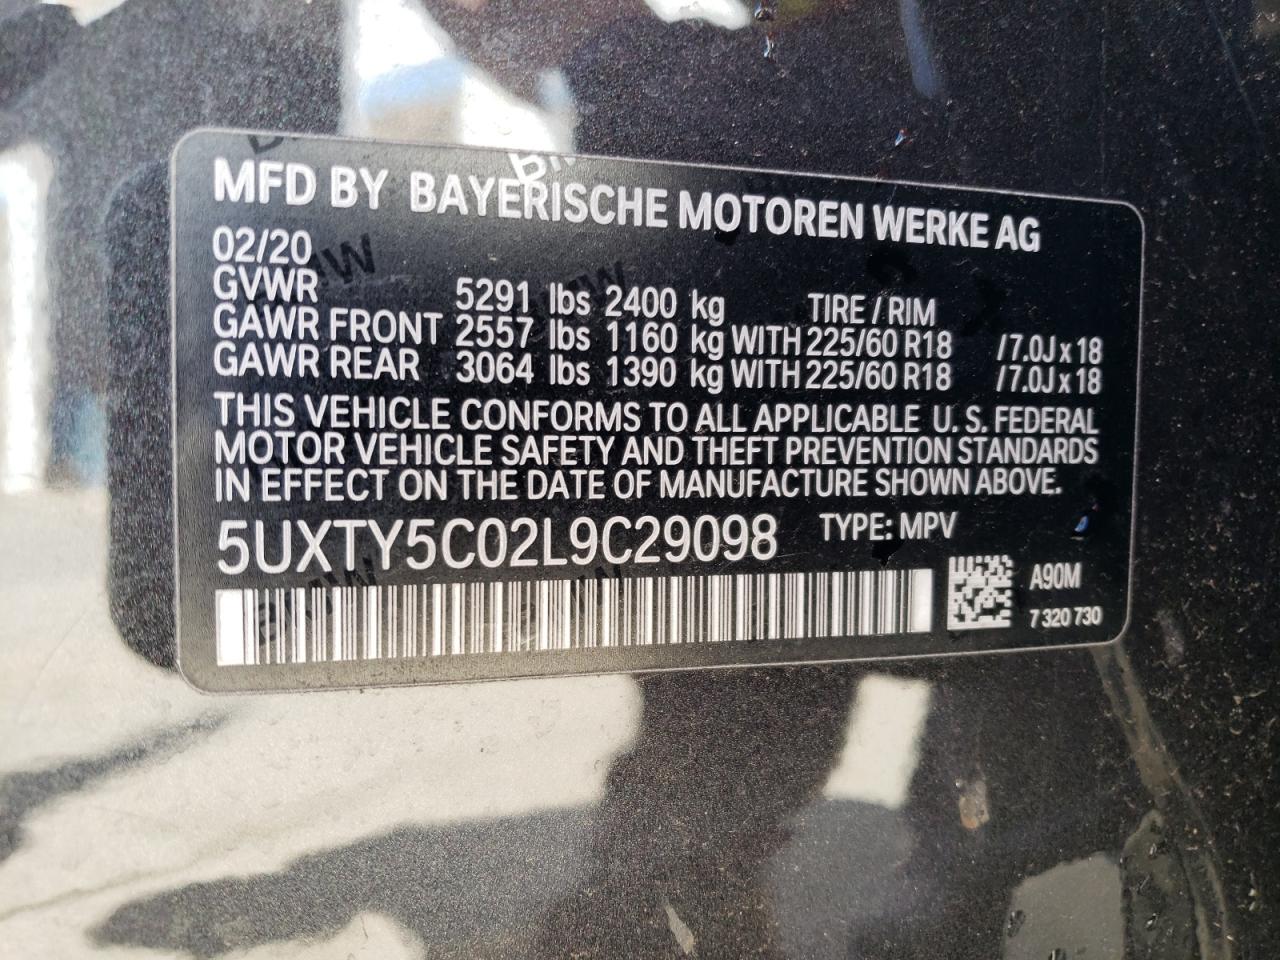 MFD BY BAYERISCHE MOTOREN WERKE AG
02/20
GVWR 5291 lbs 2400 kg TIRE / RIM
GAWR FRONT 2557 lbs 1160 kg WITH 225/60 R18 /7.0J x 18
GAWR REAR 3064 lbs 1390 kg WITH 225/60 R18 /7.0J x 18
THIS VEHICLE CONFORMS TO ALL APPLICABLE U.S. FEDERAL
MOTOR VEHICLE SAFETY AND THEFT PREVENTION STANDARDS
IN EFFECT ON THE DATE OF MANUFACTURE SHOWN ABOVE.
5UXTY5C02L9C29098 TYPE: MPV
A90M
7 320 730